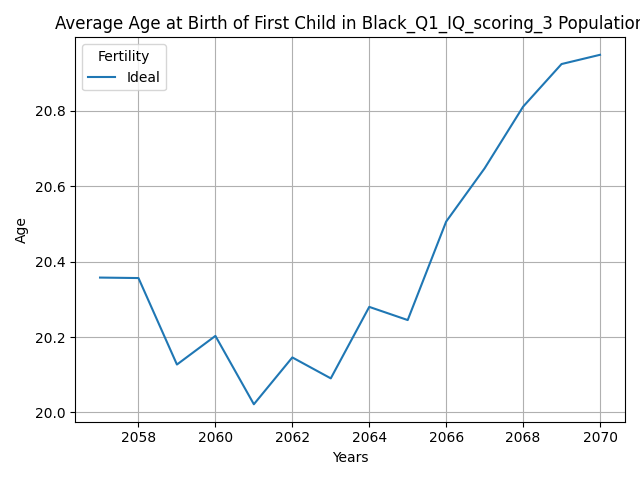 Average Age at Birth of First Child in Black_Q1_IQ_scoring_3 Population
Fertility
Ideal
20.8
20.6
20.4
20.2
20.0
Age
2058 2060 2062 2064 2066 2068 2070
Years